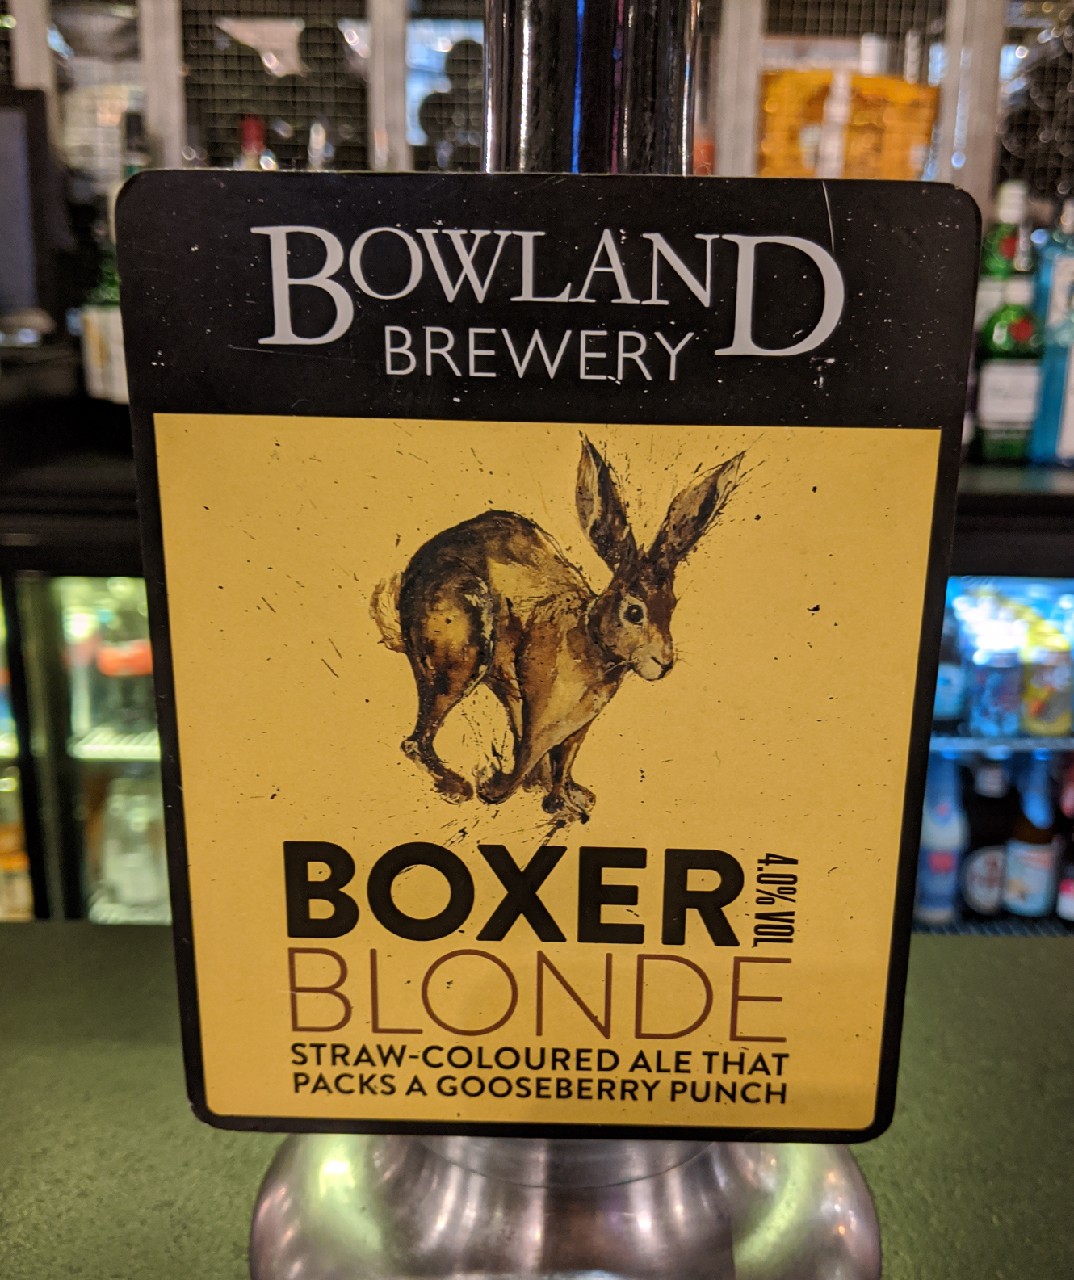 BOWLAND
BREWERY
BOXER
4.0% VOL
BLONDE
STRAW-COLOURED ALE THAT
PACKS A GOOSEBERRY PUNCH